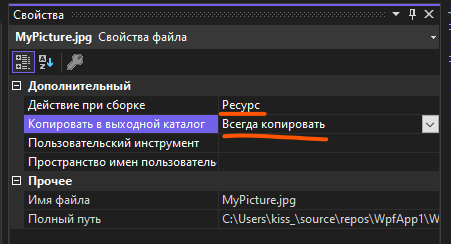 Свойства
MyPicture.jpg Свойства файла
Дополнительный
Действие при сборке Ресурс
Копировать в выходной каталог Всегда копировать
Пользовательский инструмент
Пространство имен пользователь
Прочее
Имя файла MyPicture.jpg
Полный путь C:\Users\kiss_\source\repos\WpfApp1\W